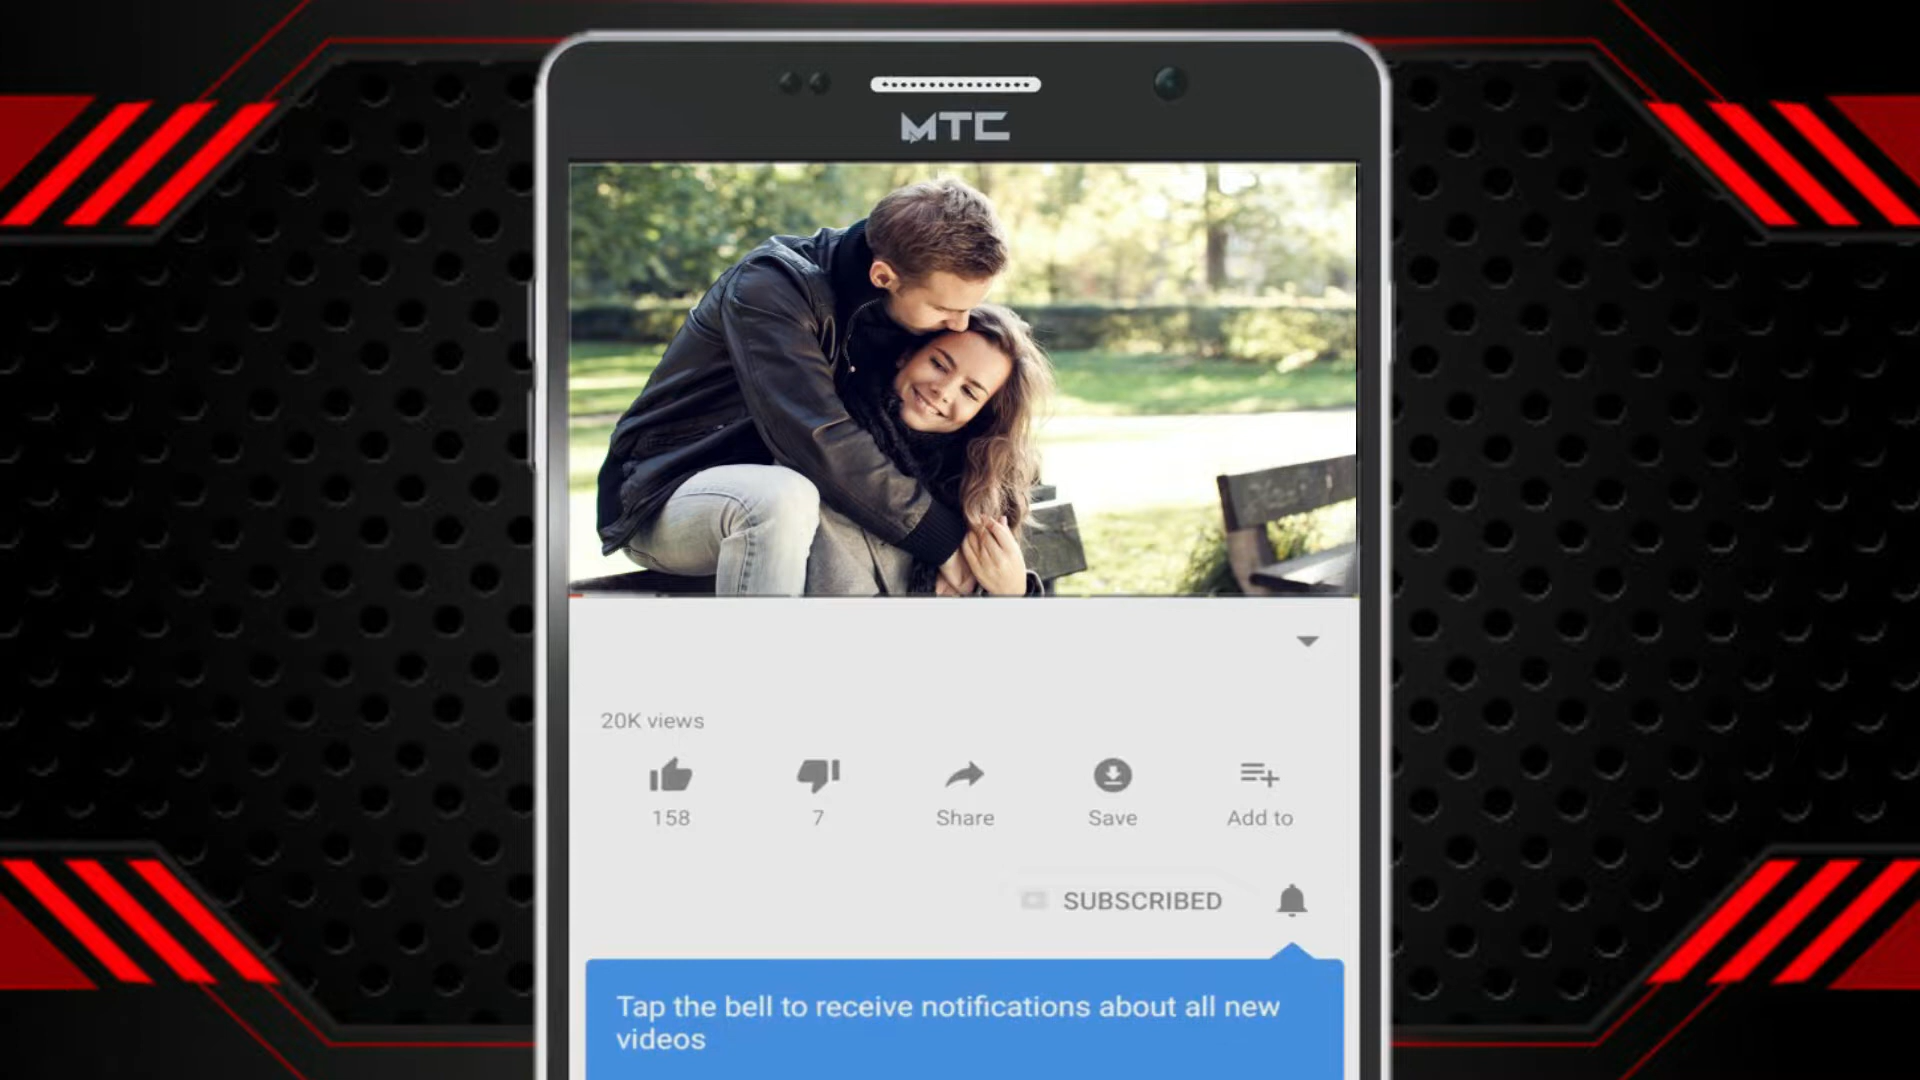 MTC
20K views
158
7
Share
Save
Add to
SUBSCRIBED
Tap the bell to receive notifications about all new
videos